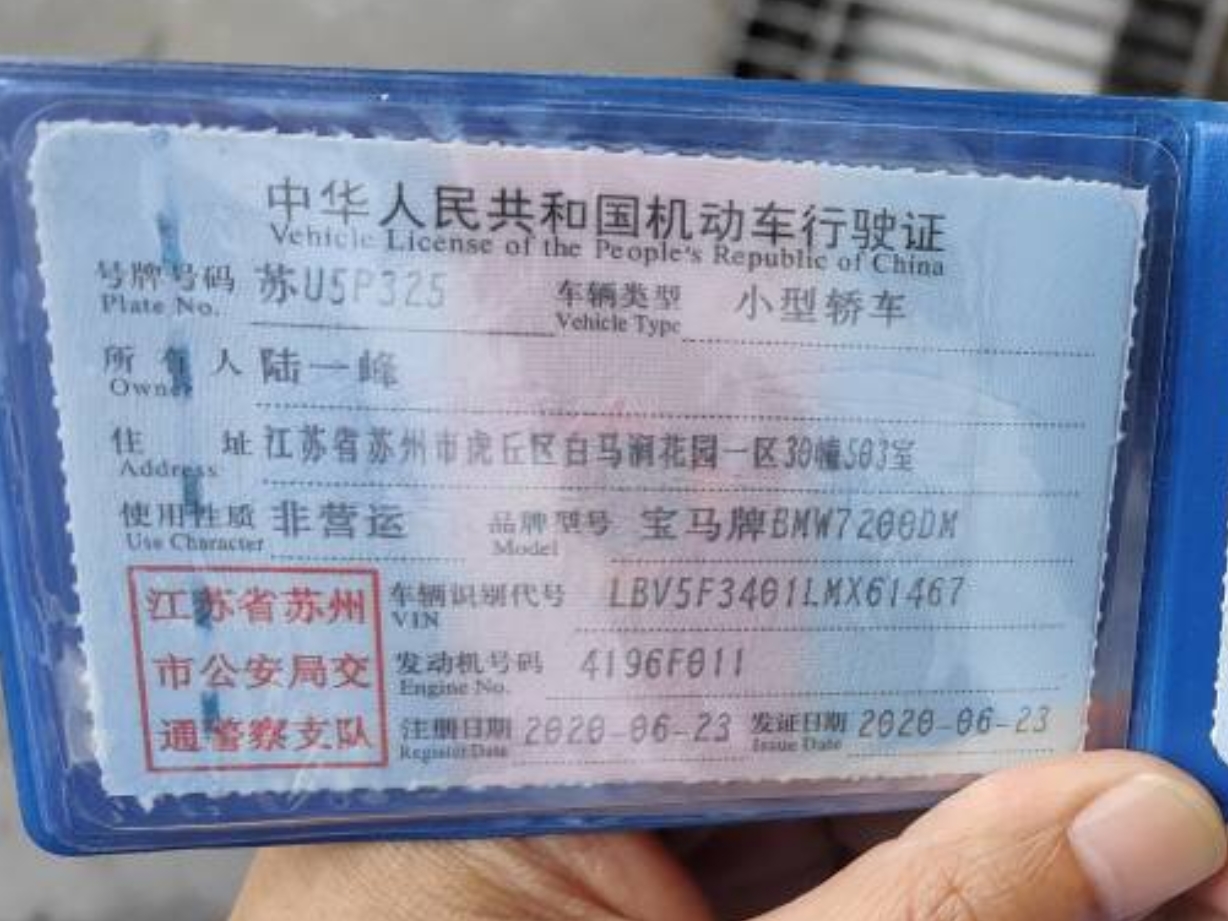 中华人民共和国机动车行驶证
Vehicle License of the People's Republic of China
号牌号码 苏U5P325 车辆类型 小型轿车
Plate No. Vehicle Type
所有人 陆一峰
Owner
住址 江苏省苏州市虎丘区白马涧花园一区30幢503室
Address
使用性质 非营运 品牌型号 宝马牌BMW7200DM
Use Character Model
江苏省苏州 车辆识别代号 LBV5F3401LMX61467
VIN
市公安局交 发动机号码 4196F011
Engine No.
通警察支队 注册日期 2020-06-23 发证日期 2020-06-23
Register Date Issue Date